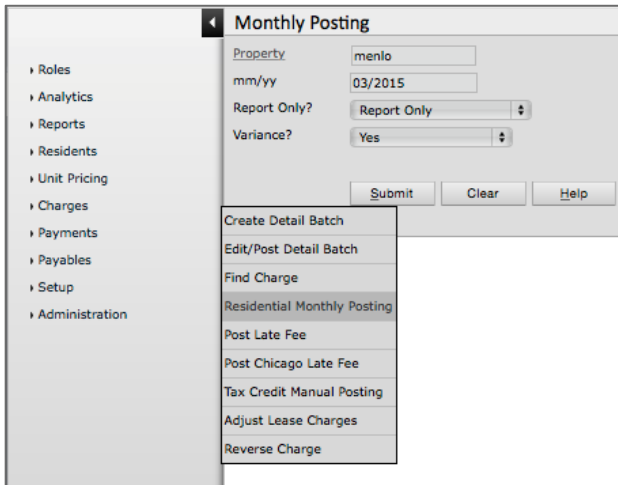 Monthly Posting
Property menlo
mm/yy 03/2015
Report Only? Report Only
Variance? Yes
Submit Clear Help
Roles
Analytics
Reports
Residents
Unit Pricing
Charges
Payments
Payables
Setup
Administration
Create Detail Batch
Edit/Post Detail Batch
Find Charge
Residential Monthly Posting
Post Late Fee
Post Chicago Late Fee
Tax Credit Manual Posting
Adjust Lease Charges
Reverse Charge